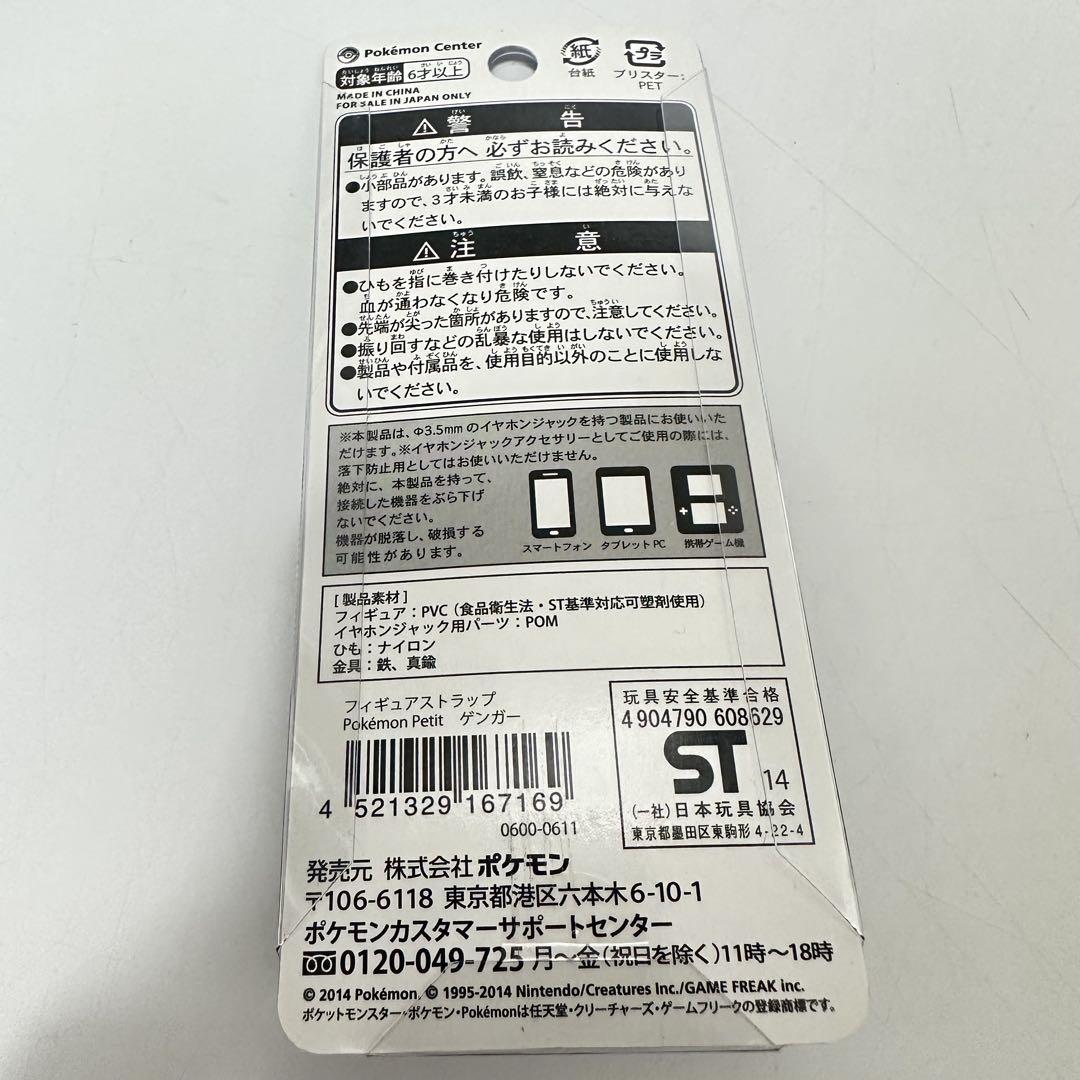 Pokémon Center
対象年齢 6才以上
MADE IN CHINA
FOR SALE IN JAPAN ONLY
紙
台紙
プラ
ブリスター:
PET
⚠警告
保護者の方へ 必ずお読みください。
●小部品があります。誤飲、窒息などの危険があり
ますので、3才未満のお子様には絶対に与えな
いでください。
⚠注意
●ひもを指に巻き付けたりしないでください。
血が通わなくなり危険です。
●先端が尖った箇所がありますので、注意してください。
●振り回すなどの乱暴な使用はしないでください。
●製品や付属品を、使用目的以外のことに使用しな
いでください。
※本製品は、Φ3.5mmのイヤホンジャックを持つ製品にお使いいた
だけます。※イヤホンジャックアクセサリーとしてご使用の際には、
落下防止用としてはお使いいただけません。
絶対に、本製品を持って、
接続した機器をぶら下げ
ないでください。
機器が脱落し、破損する
可能性があります。
スマートフォン タブレットPC 携帯ゲーム機
[製品素材]
フィギュア:PVC(食品衛生法・ST基準対応可塑剤使用)
イヤホンジャック用パーツ:POM
ひも:ナイロン
金具:鉄、真鍮
フィギュアストラップ
Pokémon Petit ゲンガー
4 521329 167169
0600-0611
玩具安全基準合格
4 904790 608629
ST 14
(一社)日本玩具協会
東京都墨田区東駒形4-22-4
発売元 株式会社ポケモン
〒106-6118 東京都港区六本木6-10-1
ポケモンカスタマーサポートセンター
0120-049-725 月〜金(祝日を除く)11時〜18時
© 2014 Pokémon. © 1995-2014 Nintendo/Creatures Inc./GAME FREAK inc.
ポケットモンスター・ポケモン・Pokémonは任天堂・クリーチャーズ・ゲームフリークの登録商標です。